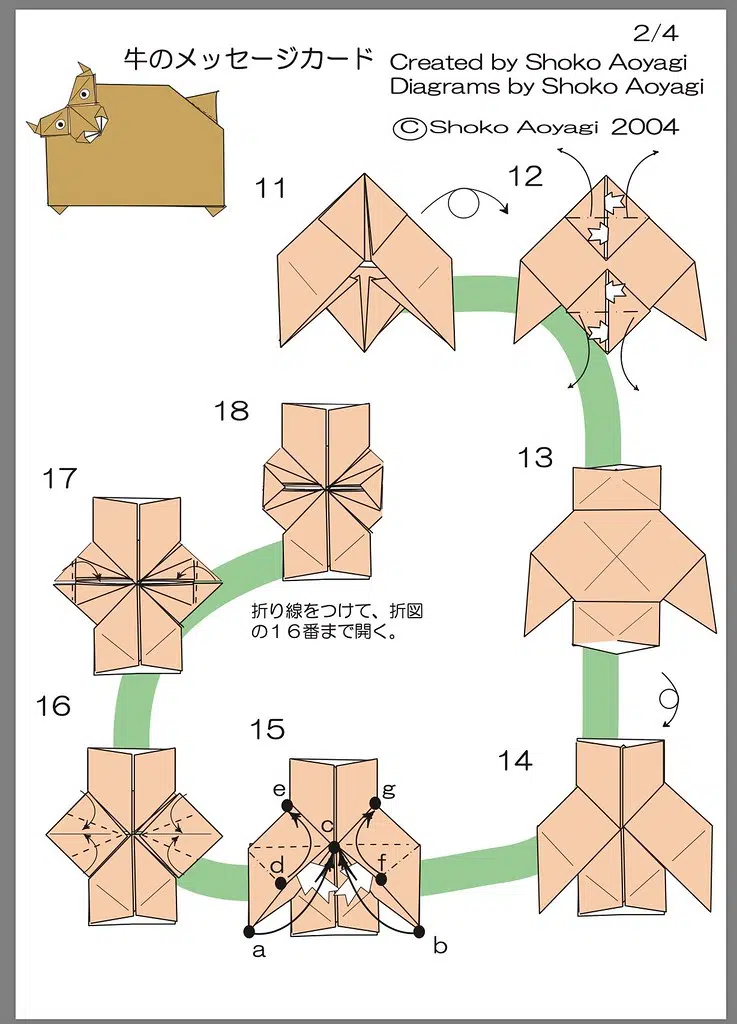 2/4
牛のメッセージカード
Created by Shoko Aoyagi
Diagrams by Shoko Aoyagi
©Shoko Aoyagi 2004
11
12
18
17
13
折り線をつけて、折図
の16番まで開く。
16
15
14
e
g
c
d
f
a
b